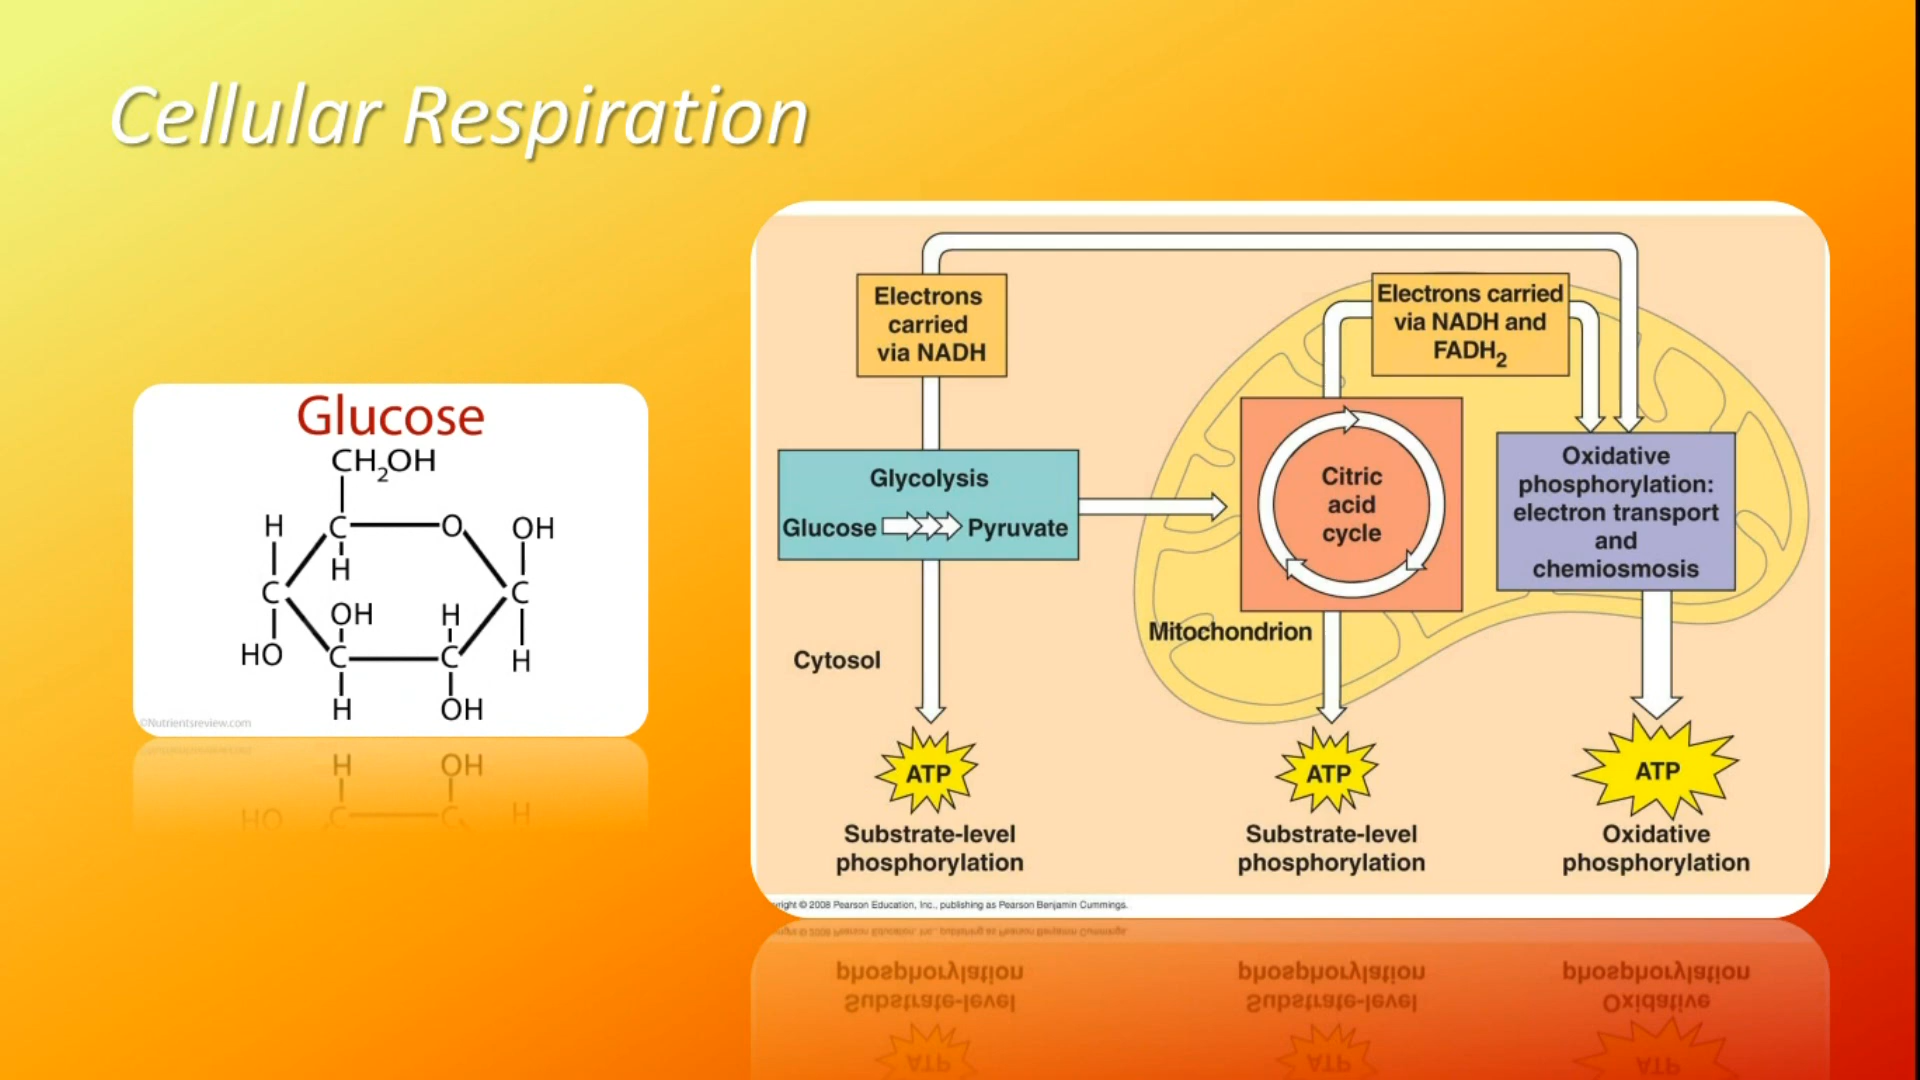 Cellular Respiration
Glucose
CH2OH
H
C
O
OH
H
C
C
OH
H
HO
C
C
H
H
OH
©Nutrientsreview.com
Electrons
carried
via NADH
Electrons carried
via NADH and
FADH2
Glycolysis
Glucose Pyruvate
Citric
acid
cycle
Oxidative
phosphorylation:
electron transport
and
chemiosmosis
Mitochondrion
Cytosol
ATP
ATP
ATP
Substrate-level
phosphorylation
Substrate-level
phosphorylation
Oxidative
phosphorylation
yright © 2008 Pearson Education, Inc., publishing as Pearson Benjamin Cummings.